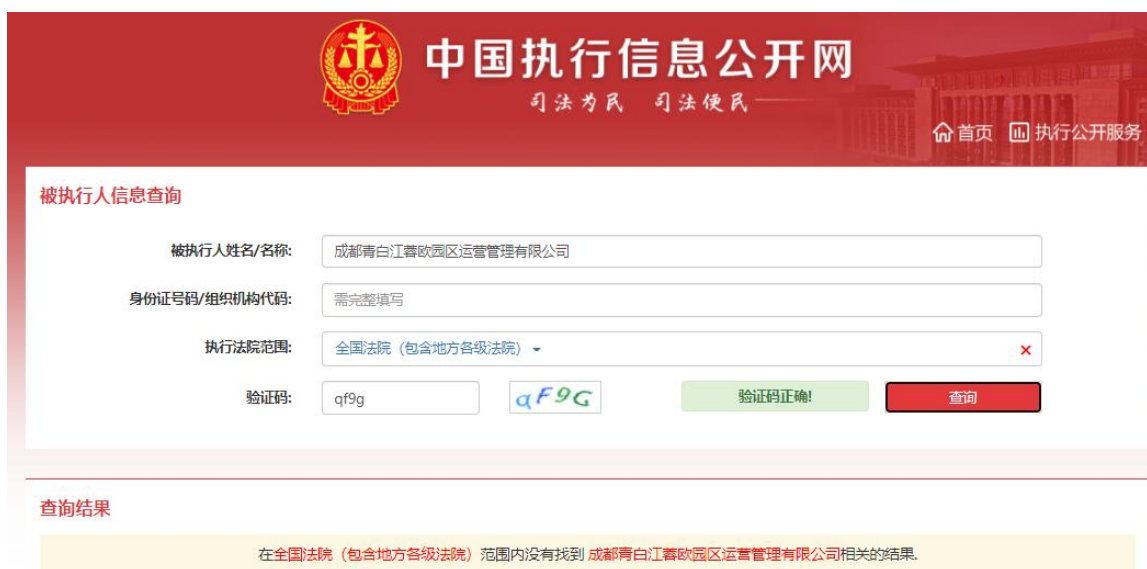 中国执行信息公开网
司法为民 司法便民
首页 执行公开服务
被执行人信息查询
被执行人姓名/名称: 成都青白江蓉欧园区运营管理有限公司
身份证号码/组织机构代码: 需完整填写
执行法院范围: 全国法院（包含地方各级法院）
验证码: qf9g qF9G 验证码正确! 查询
查询结果
在全国法院（包含地方各级法院）范围内没有找到 成都青白江蓉欧园区运营管理有限公司相关的结果.